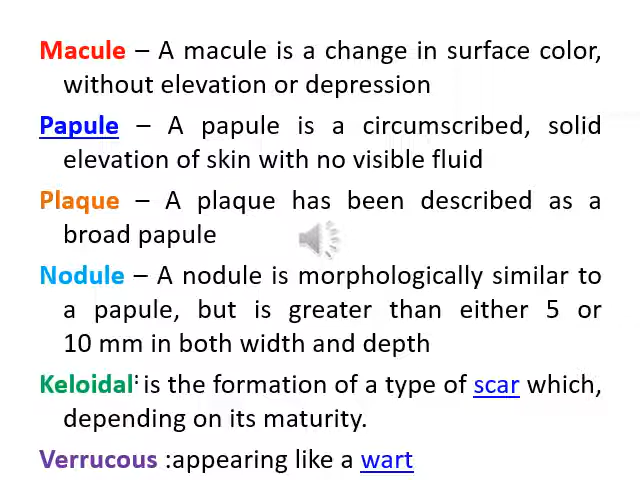 Macule – A macule is a change in surface color,
without elevation or depression
Papule – A papule is a circumscribed, solid
elevation of skin with no visible fluid
Plaque – A plaque has been described as a
broad papule
Nodule – A nodule is morphologically similar to
a papule, but is greater than either 5 or
10 mm in both width and depth
Keloidal: is the formation of a type of scar which,
depending on its maturity.
Verrucous :appearing like a wart